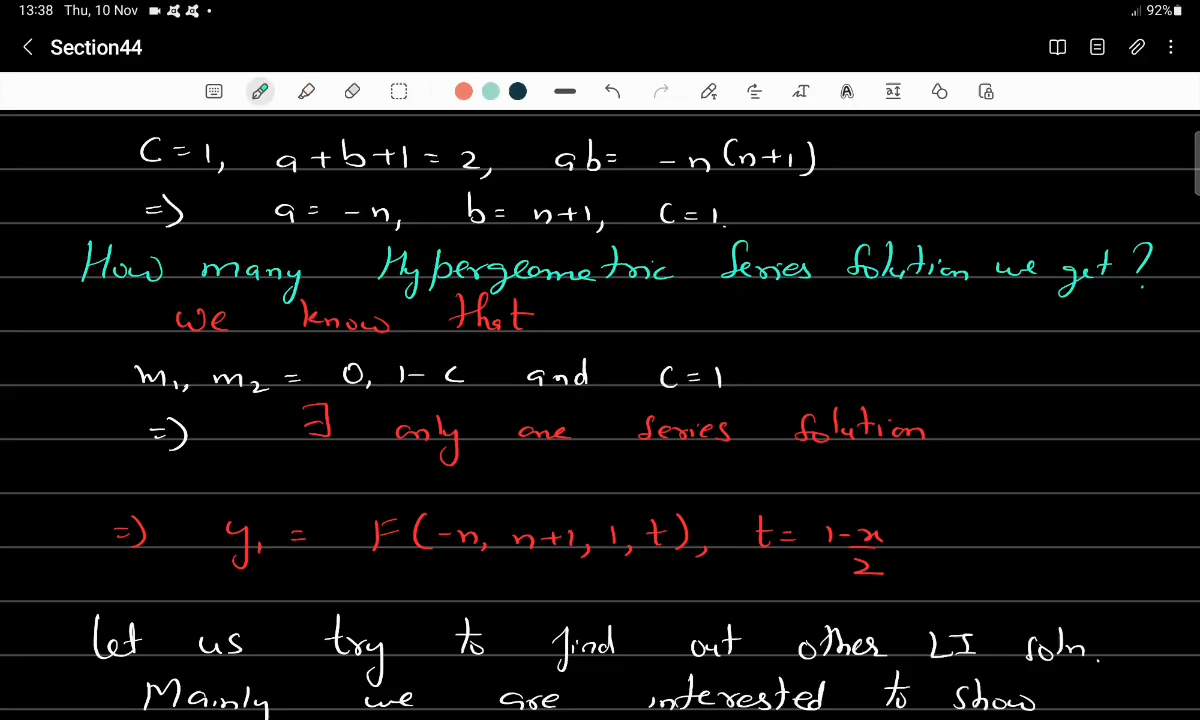 13:38 Thu, 10 Nov
92%
Section44
C = 1, a + b + 1 = 2, ab = -n(n+1)
=> a = -n, b = n+1, c = 1.
How many Hypergeometric Series Solution we get?
we know that
m₁, m₂ = 0, 1-c and c = 1
=> ∃ only one series solution
=> y₁ = F(-n, n+1, 1, t), t = (1-x)/2
Let us try to find out other LI soln.
Mainly we are interested to show